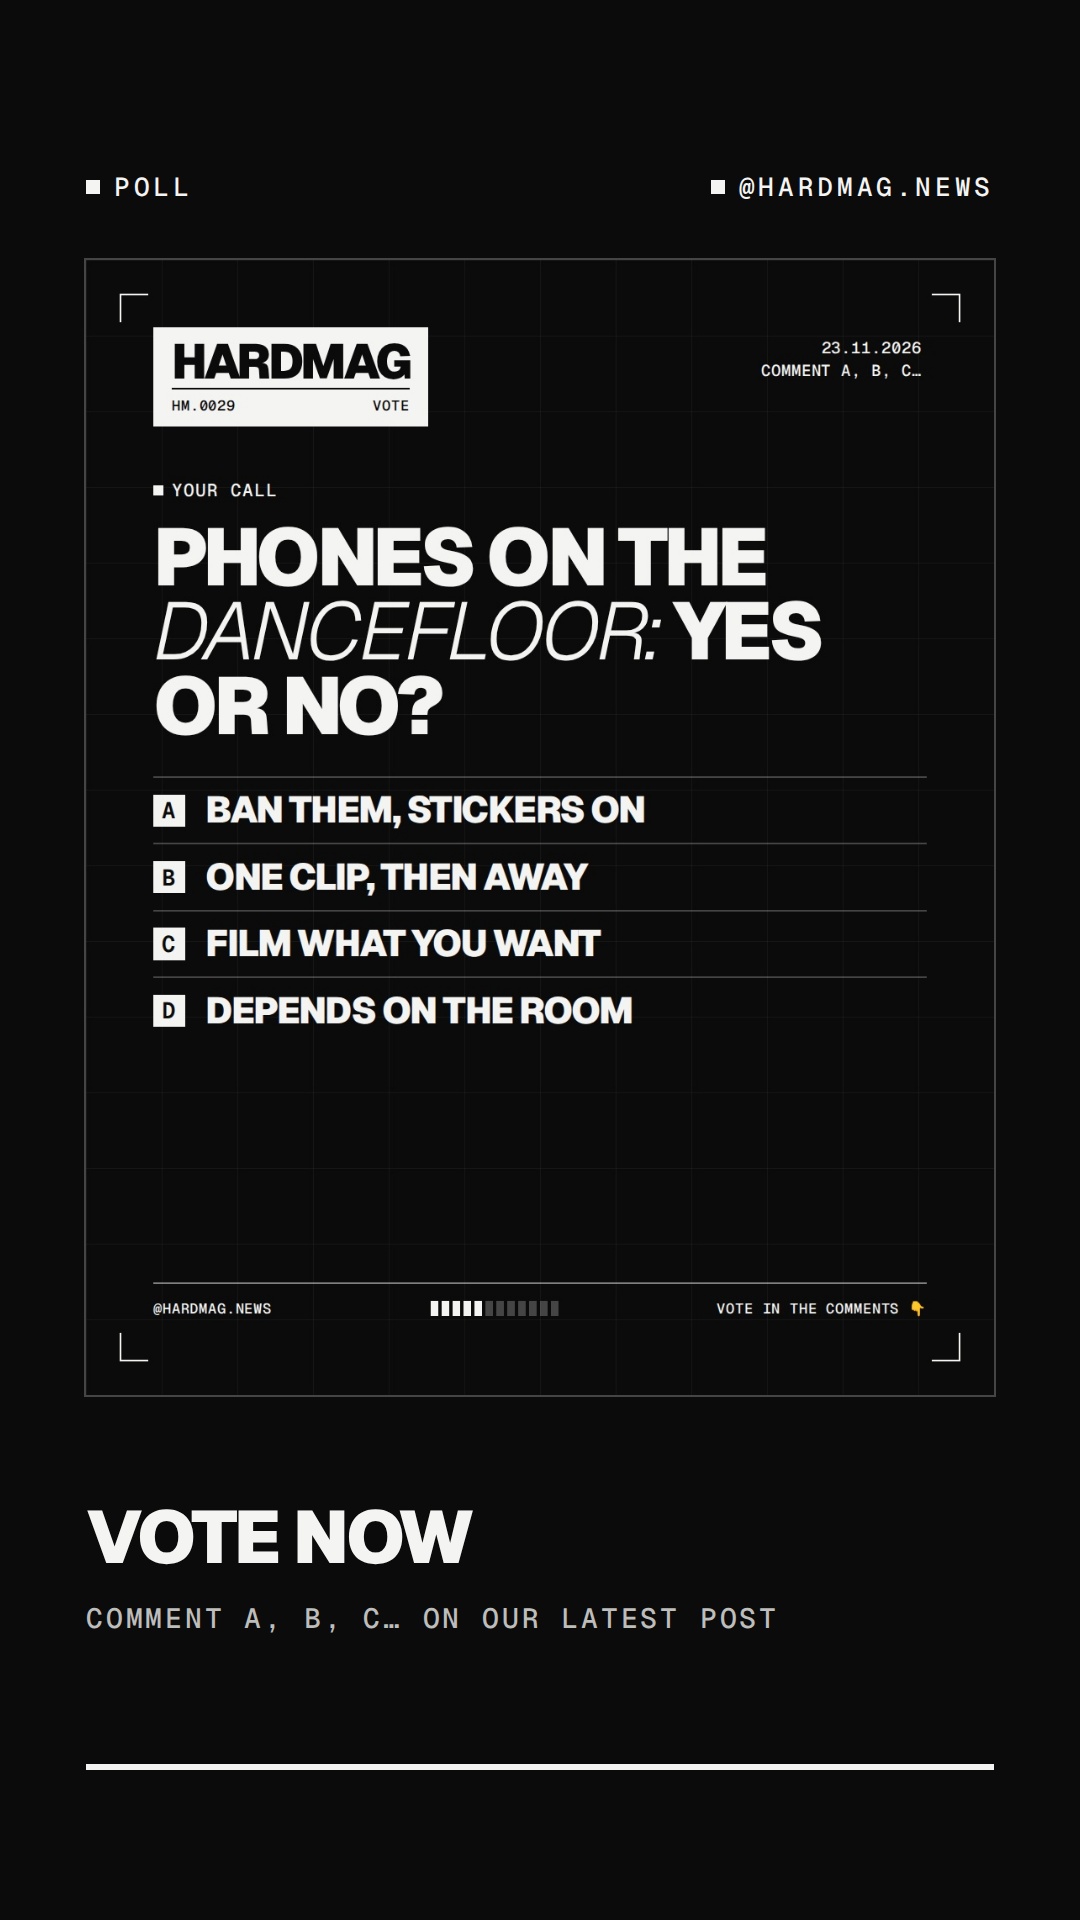 POLL
@HARDMAG.NEWS
HARDMAG
HM.0029 VOTE
23.11.2026
COMMENT A, B, C…
YOUR CALL
PHONES ON THE
DANCEFLOOR: YES
OR NO?
A BAN THEM, STICKERS ON
B ONE CLIP, THEN AWAY
C FILM WHAT YOU WANT
D DEPENDS ON THE ROOM
@HARDMAG.NEWS
VOTE IN THE COMMENTS 👇
VOTE NOW
COMMENT A, B, C… ON OUR LATEST POST